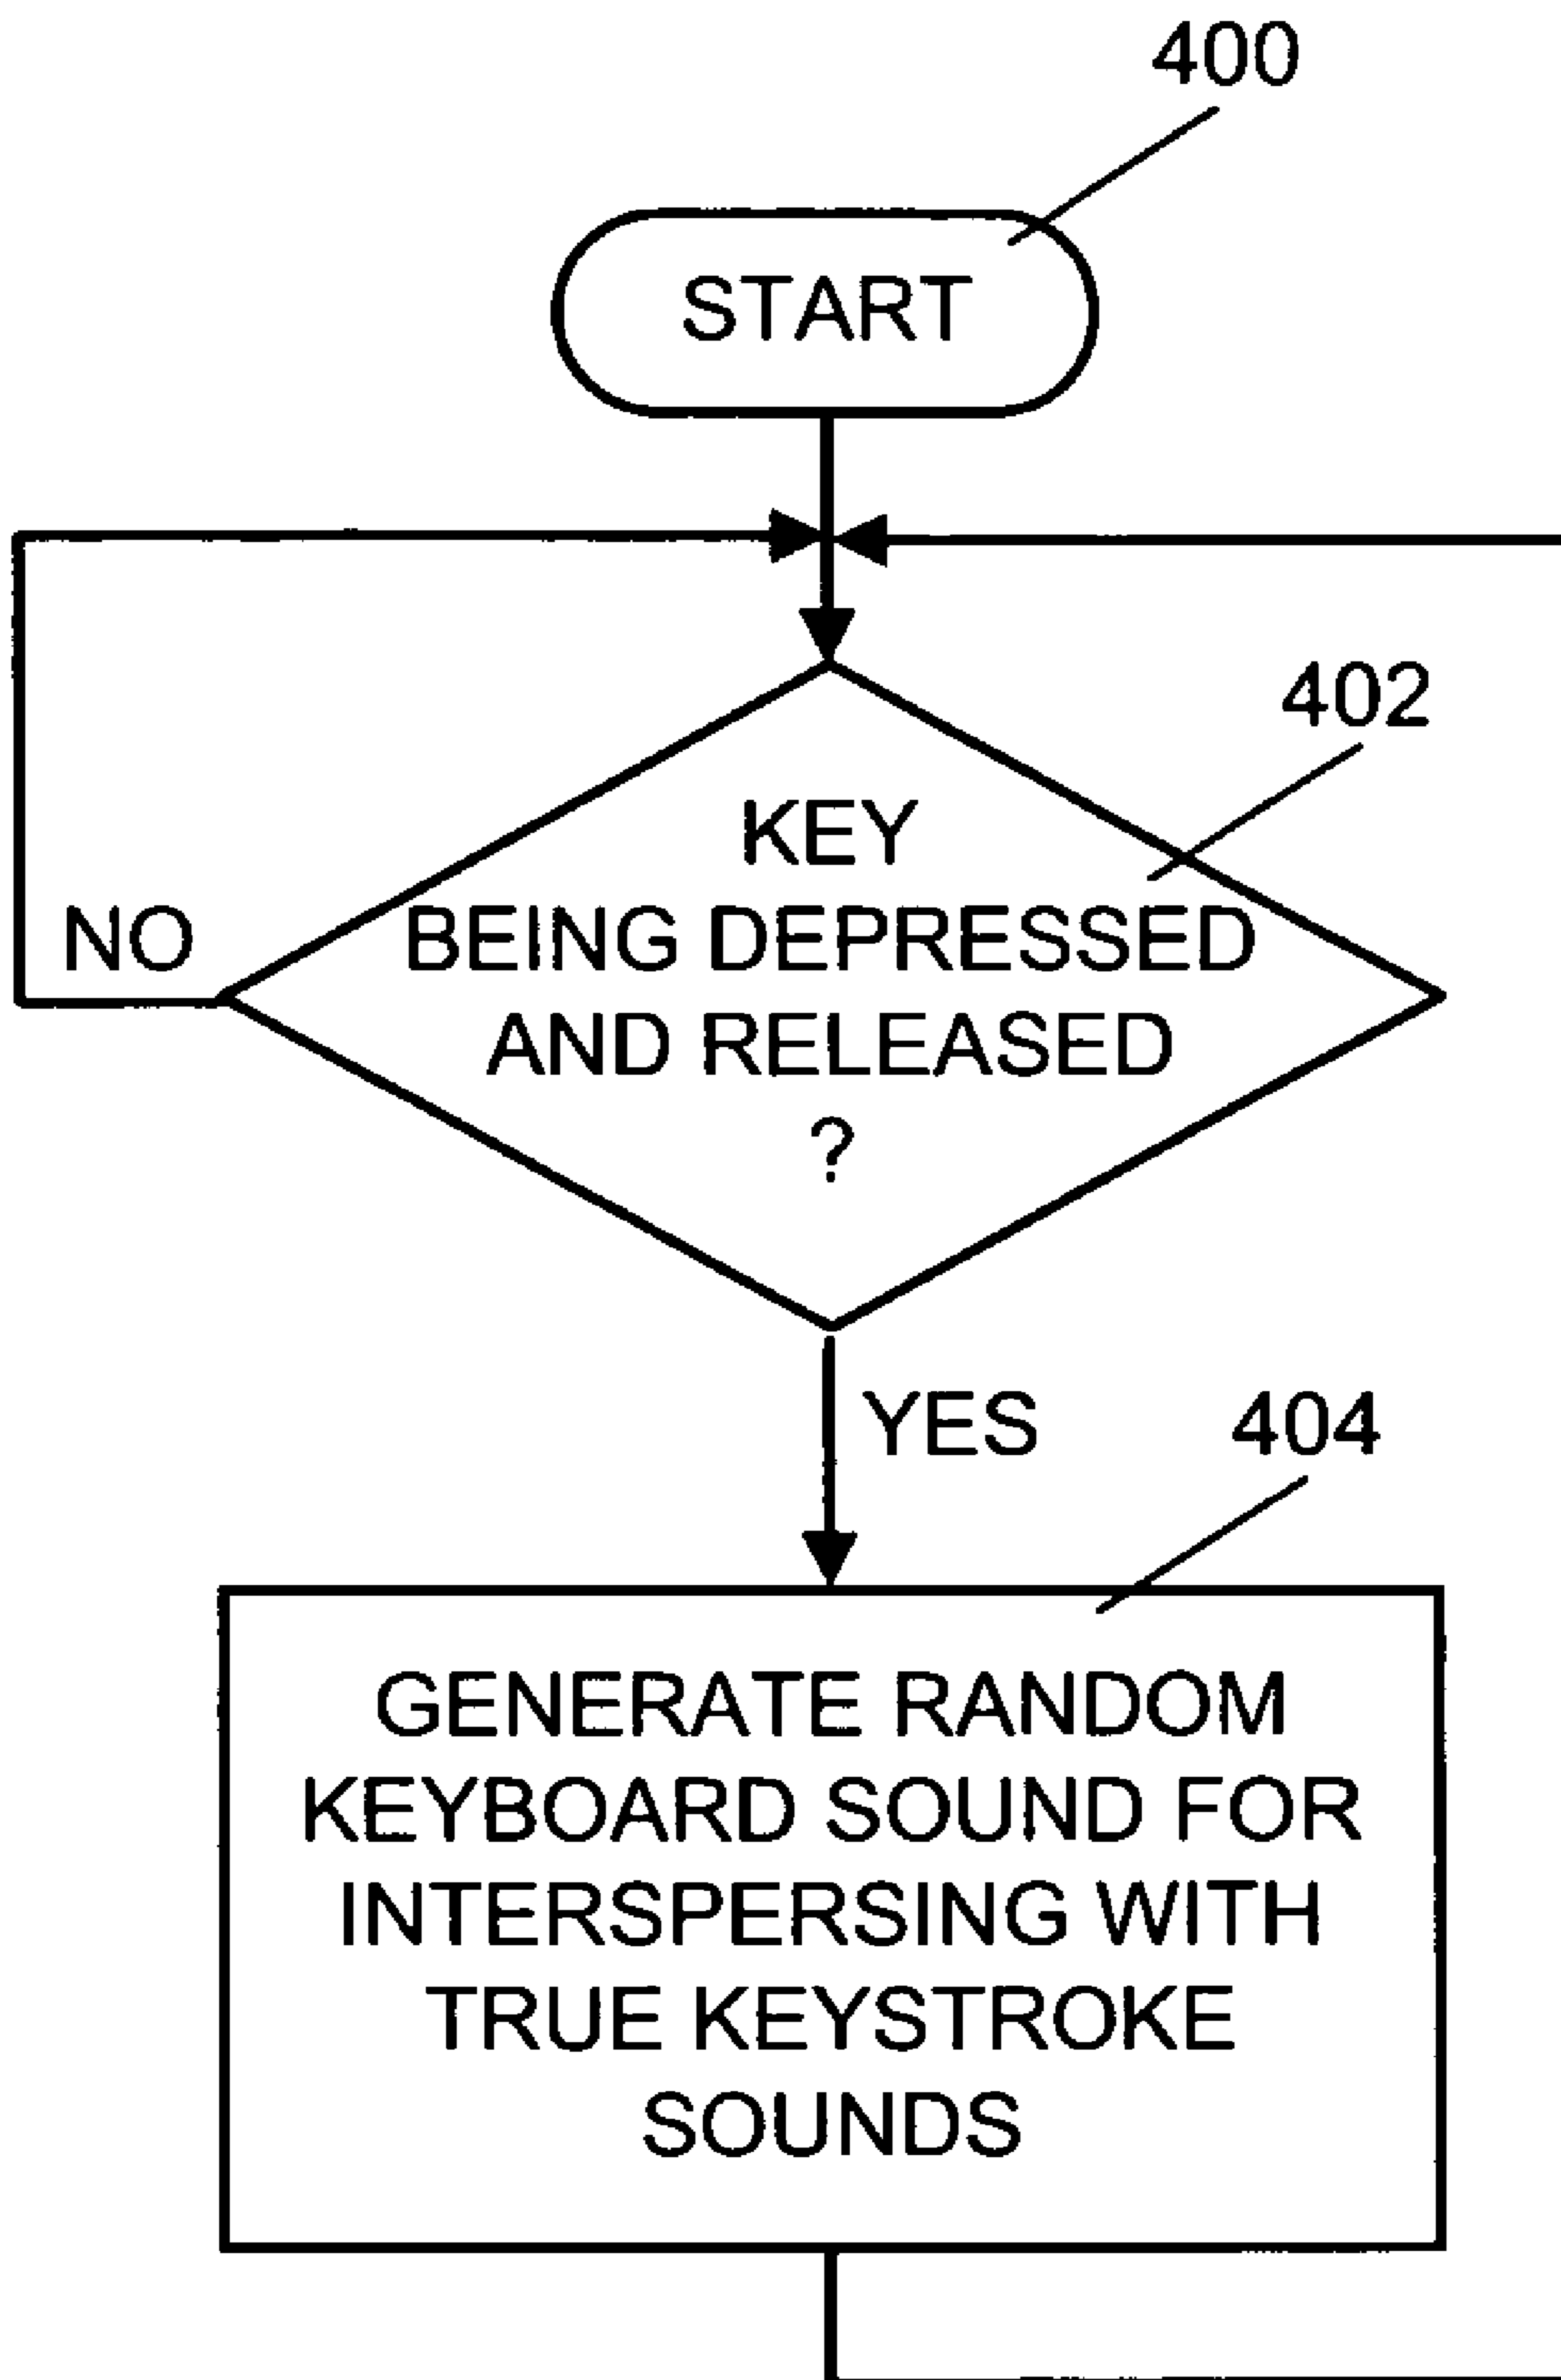 400
START
402
KEY
BEING DEPRESSED
AND RELEASED
?
NO
YES
404
GENERATE RANDOM
KEYBOARD SOUND FOR
INTERSPERSING WITH
TRUE KEYSTROKE
SOUNDS